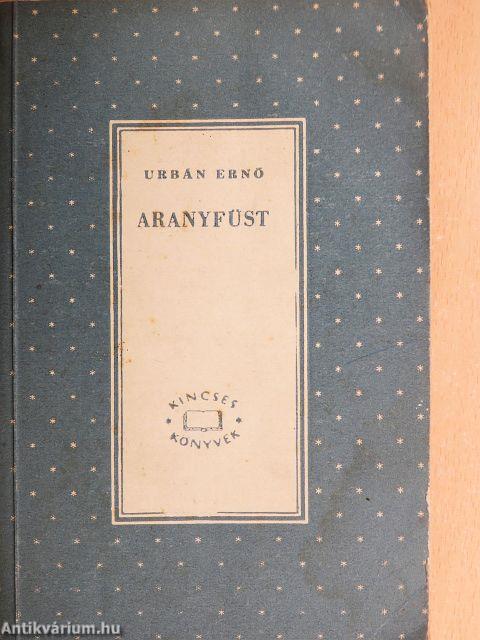 URBÁN ERNŐ
ARANYFÜST
KINCSES
KÖNYVEK
Antikvárium.hu